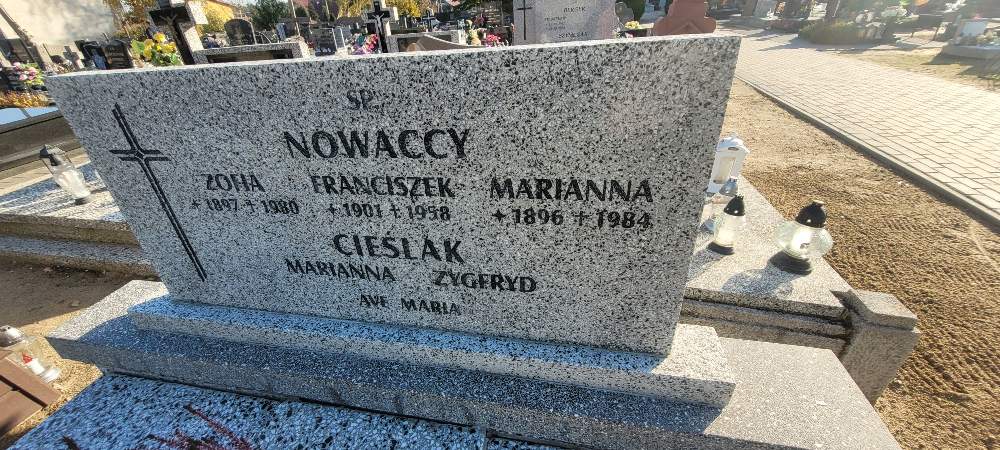 SP.
NOWACCY
ZOFIA FRANCISZEK MARIANNA
+1897 +1980 +1901 +1958 +1896 +1984
CIEŚLAK
MARIANNA ZYGFRYD
AVE MARIA